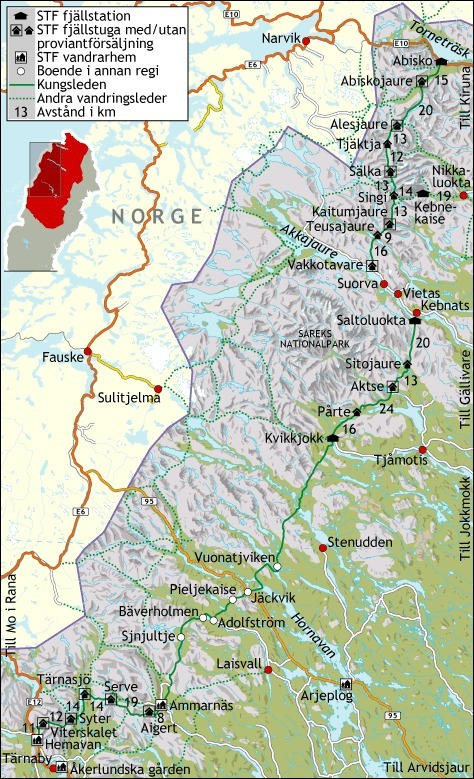 STF fjällstation
STF fjällstuga med/utan
proviantförsäljning
STF vandrarhem
Boende i annan regi
Kungsleden
Andra vandringsleder
13 Avstånd i km
Narvik
E6
E10
Torneträsk
Abisko
Abiskojaure
15
20
Till Kiruna
Alesjaure
Tjäktja
13
12
Sälka
13
Nikka-
luokta
Singi
14
19
Kebne-
kaise
Kaitumjaure
13
Teusajaure
9
NORGE
Akkajaure
16
Vakkotavare
Suorva
Vietas
Kebnats
Saltoluokta
SAREKS
NATIONALPARK
20
Fauske
Sitojaure
Sulitjelma
Aktse
13
Till Gällivare
Pårte
24
Kvikkjokk
16
Tjåmotis
Till Jokkmokk
95
E6
Stenudden
Vuonatjviken
Till Mo i Rana
Pieljekaise
Jäckvik
Bäverholmen
Adolfström
Hornavan
Sjnjultje
Laisvall
Tärnasjö
Serve
E12
14
14
19
Ammarnäs
Arjeplog
11
12
Syter
8
Aigert
95
Viterskalet
Hemavan
Tärnaby
Åkerlundska gården
Till Arvidsjaur